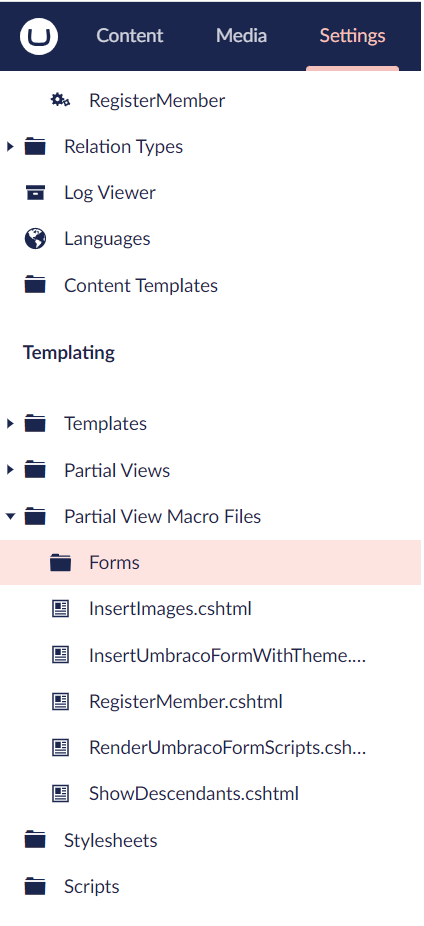 Content Media Settings
RegisterMember
Relation Types
Log Viewer
Languages
Content Templates
Templating
Templates
Partial Views
Partial View Macro Files
Forms
InsertImages.cshtml
InsertUmbracoFormWithTheme....
RegisterMember.cshtml
RenderUmbracoFormScripts.csh...
ShowDescendants.cshtml
Stylesheets
Scripts